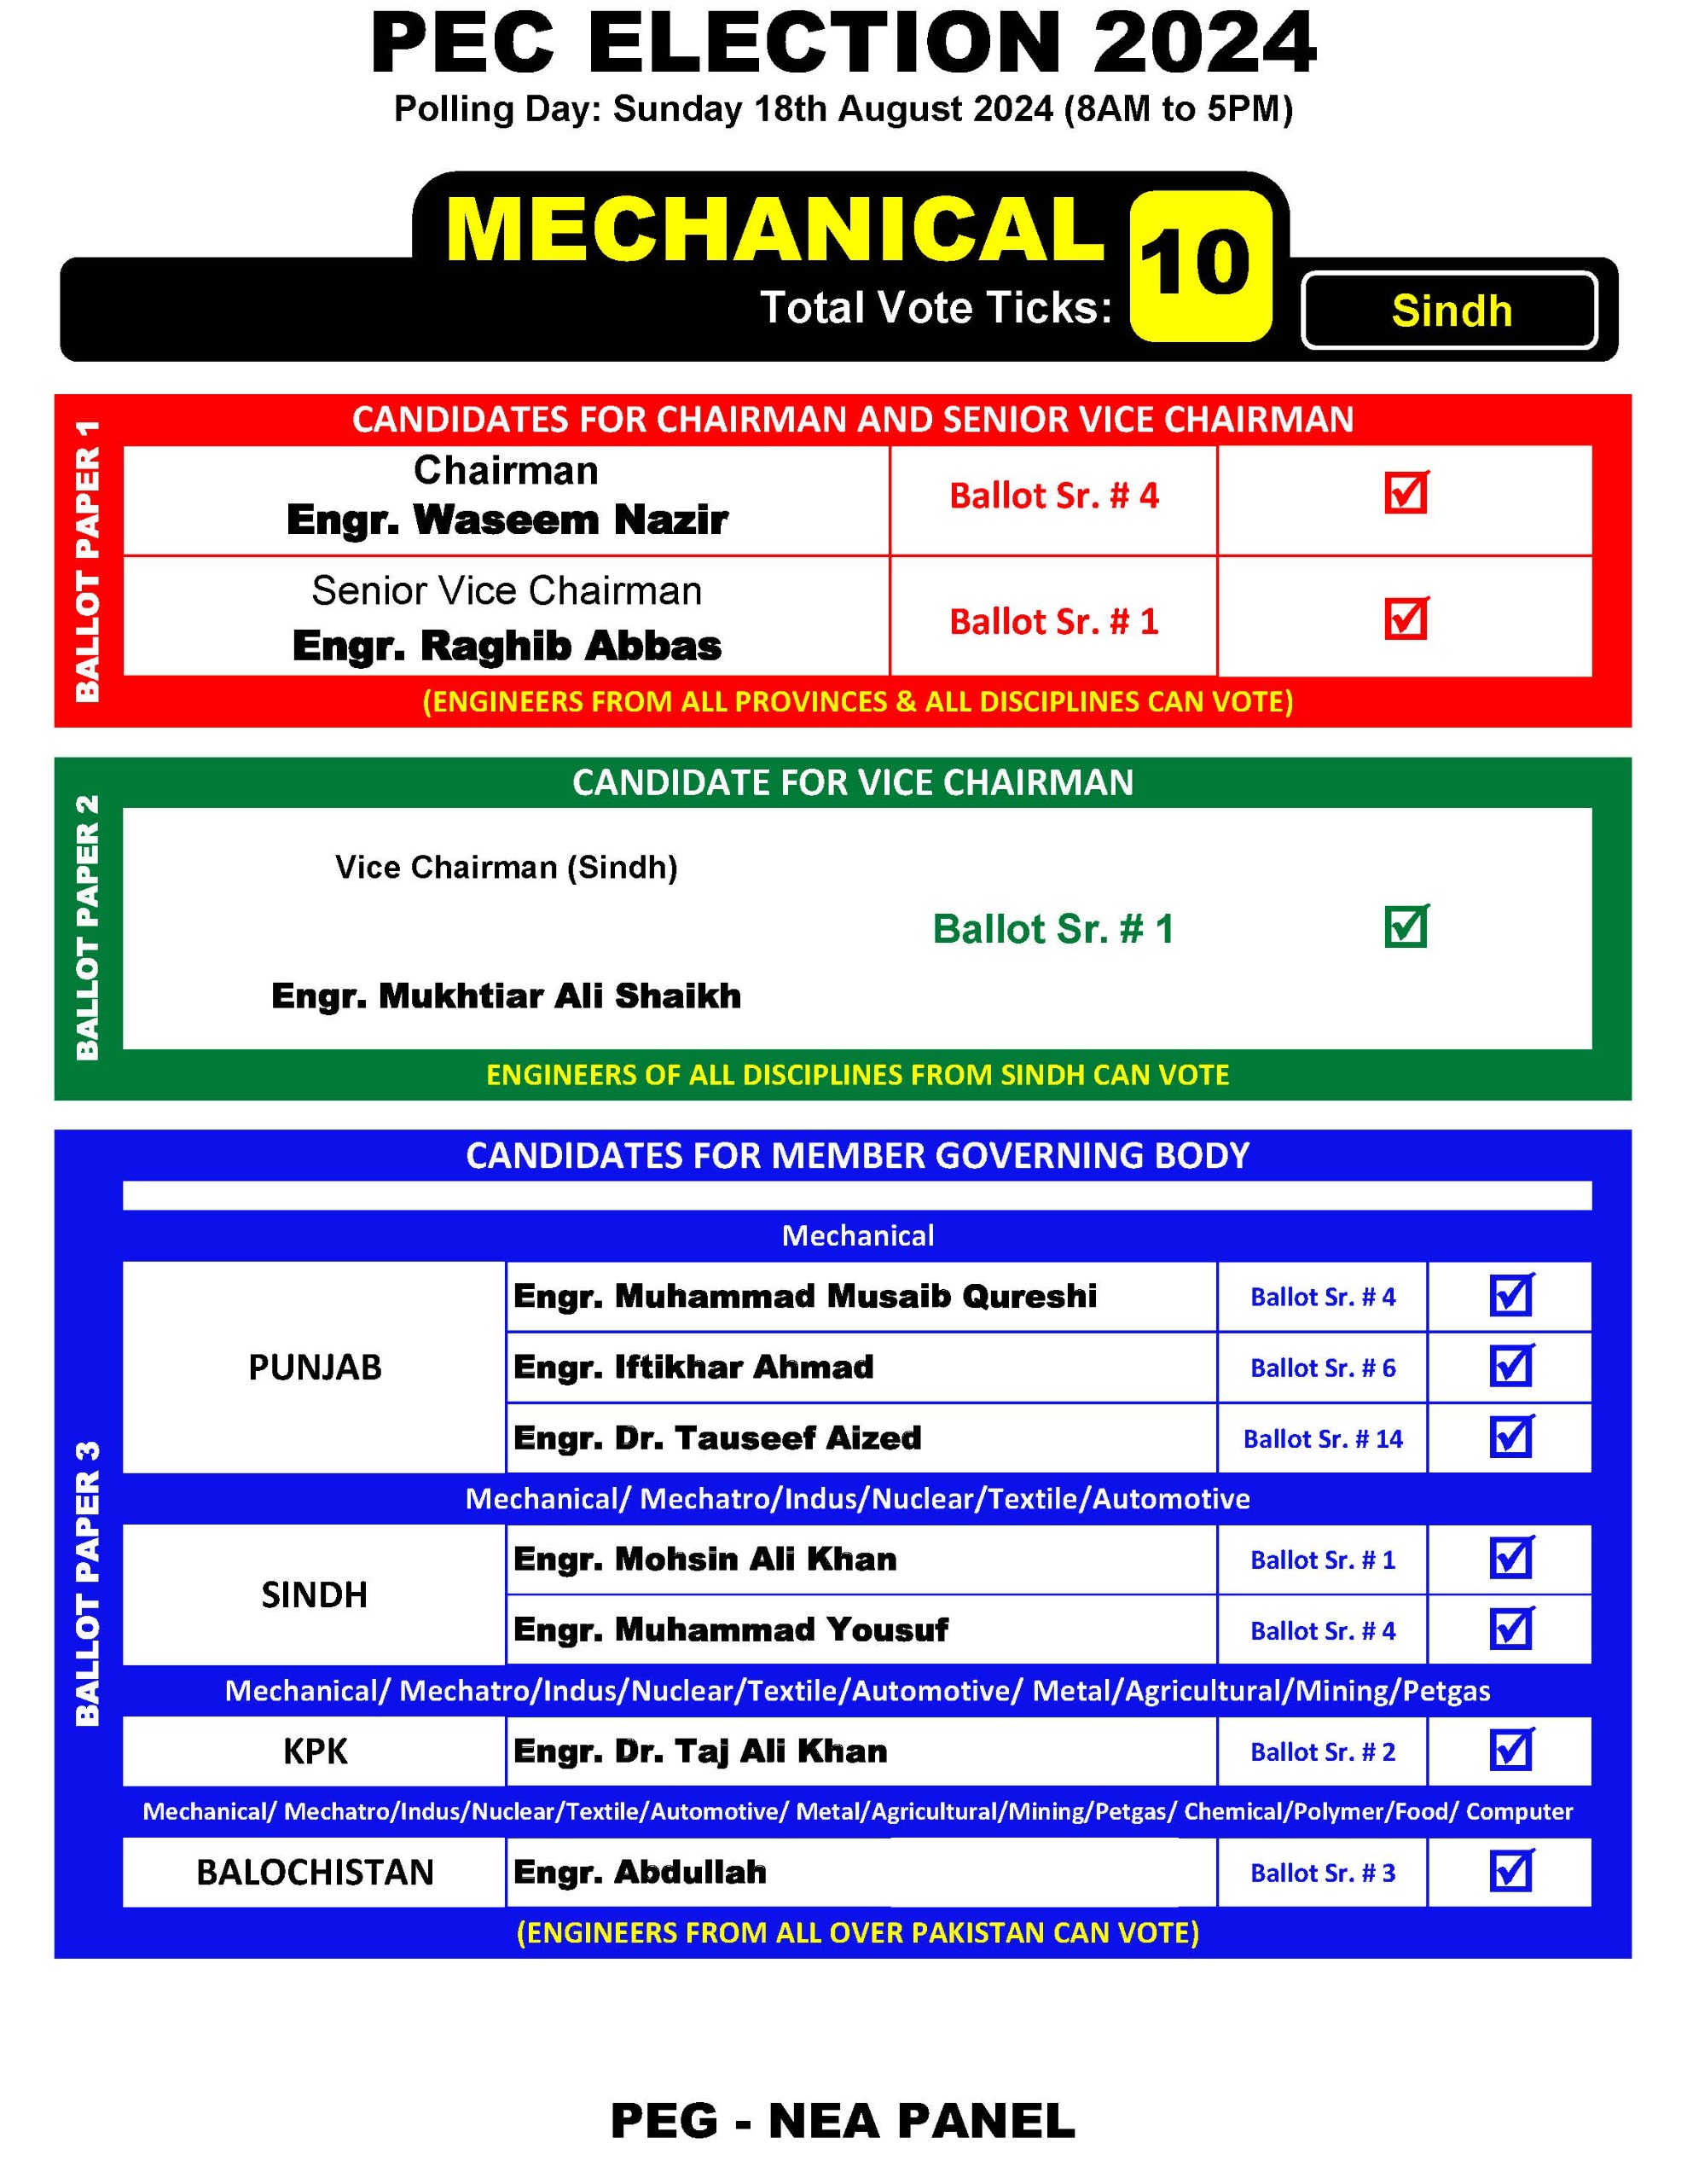 PEC ELECTION 2024
Polling Day: Sunday 18th August 2024 (8AM to 5PM)
MECHANICAL
Total Vote Ticks:
10
Sindh
BALLOT PAPER 1
CANDIDATES FOR CHAIRMAN AND SENIOR VICE CHAIRMAN
Chairman
Engr. Waseem Nazir
Ballot Sr. # 4
Senior Vice Chairman
Engr. Raghib Abbas
Ballot Sr. # 1
(ENGINEERS FROM ALL PROVINCES & ALL DISCIPLINES CAN VOTE)
BALLOT PAPER 2
CANDIDATE FOR VICE CHAIRMAN
Vice Chairman (Sindh)
Engr. Mukhtiar Ali Shaikh
Ballot Sr. # 1
ENGINEERS OF ALL DISCIPLINES FROM SINDH CAN VOTE
BALLOT PAPER 3
CANDIDATES FOR MEMBER GOVERNING BODY
Mechanical
PUNJAB
Engr. Muhammad Musaib Qureshi
Ballot Sr. # 4
Engr. Iftikhar Ahmad
Ballot Sr. # 6
Engr. Dr. Tauseef Aized
Ballot Sr. # 14
Mechanical/ Mechatro/Indus/Nuclear/Textile/Automotive
SINDH
Engr. Mohsin Ali Khan
Ballot Sr. # 1
Engr. Muhammad Yousuf
Ballot Sr. # 4
Mechanical/ Mechatro/Indus/Nuclear/Textile/Automotive/ Metal/Agricultural/Mining/Petgas
KPK
Engr. Dr. Taj Ali Khan
Ballot Sr. # 2
Mechanical/ Mechatro/Indus/Nuclear/Textile/Automotive/ Metal/Agricultural/Mining/Petgas/ Chemical/Polymer/Food/ Computer
BALOCHISTAN
Engr. Abdullah
Ballot Sr. # 3
(ENGINEERS FROM ALL OVER PAKISTAN CAN VOTE)
PEG - NEA PANEL